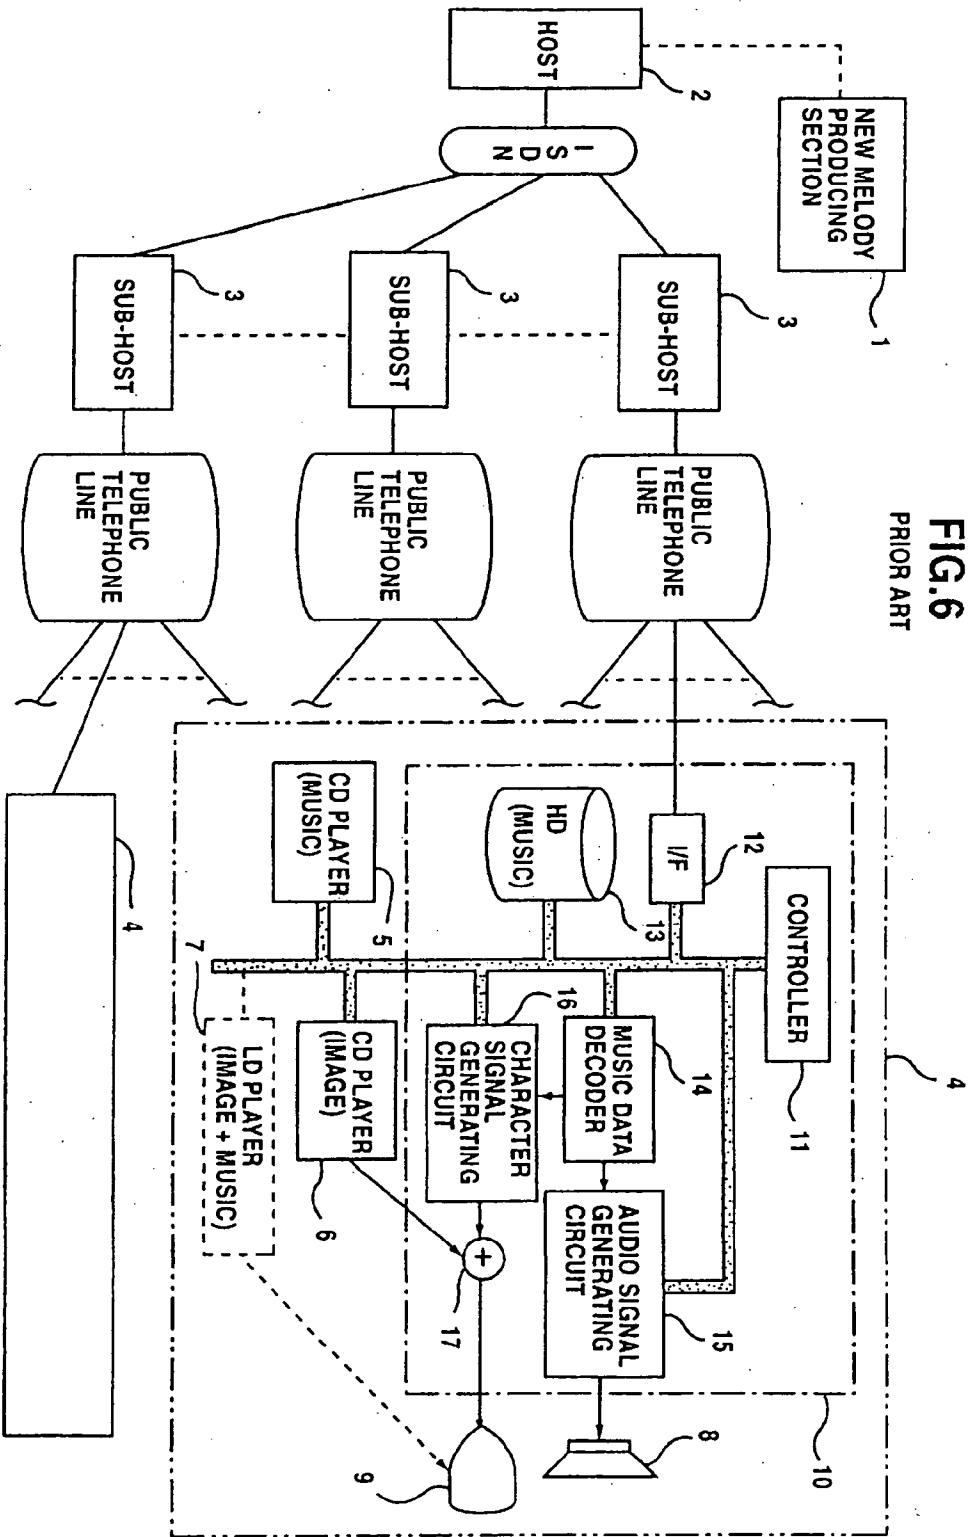 FIG.6
PRIOR ART
NEW MELODY
PRODUCING
SECTION
1
HOST
2
I
S
D
N
SUB-HOST
3
SUB-HOST
3
SUB-HOST
3
PUBLIC
TELEPHONE
LINE
PUBLIC
TELEPHONE
LINE
PUBLIC
TELEPHONE
LINE
4
CONTROLLER
11
I/F
12
HD
(MUSIC)
13
MUSIC DATA
DECODER
14
AUDIO SIGNAL
GENERATING
CIRCUIT
15
CHARACTER
SIGNAL
GENERATING
CIRCUIT
16
+
17
10
8
9
CD PLAYER
(MUSIC)
5
CD PLAYER
(IMAGE)
6
LD PLAYER
(IMAGE + MUSIC)
7
4